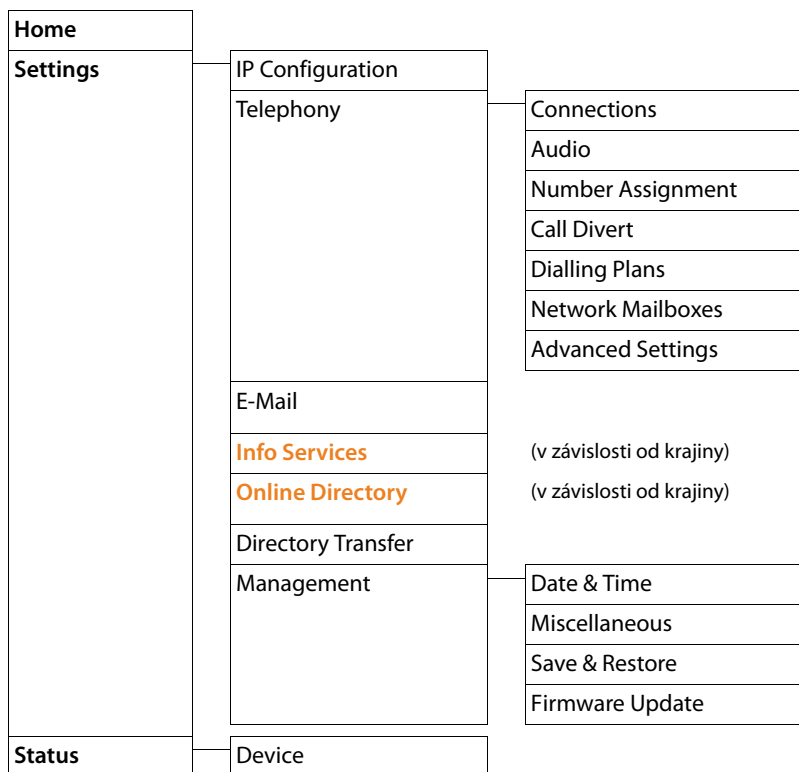 Home
Settings
IP Configuration
Telephony
Connections
Audio
Number Assignment
Call Divert
Dialling Plans
Network Mailboxes
Advanced Settings
E-Mail
Info Services (v závislosti od krajiny)
Online Directory (v závislosti od krajiny)
Directory Transfer
Management
Date & Time
Miscellaneous
Save & Restore
Firmware Update
Status
Device